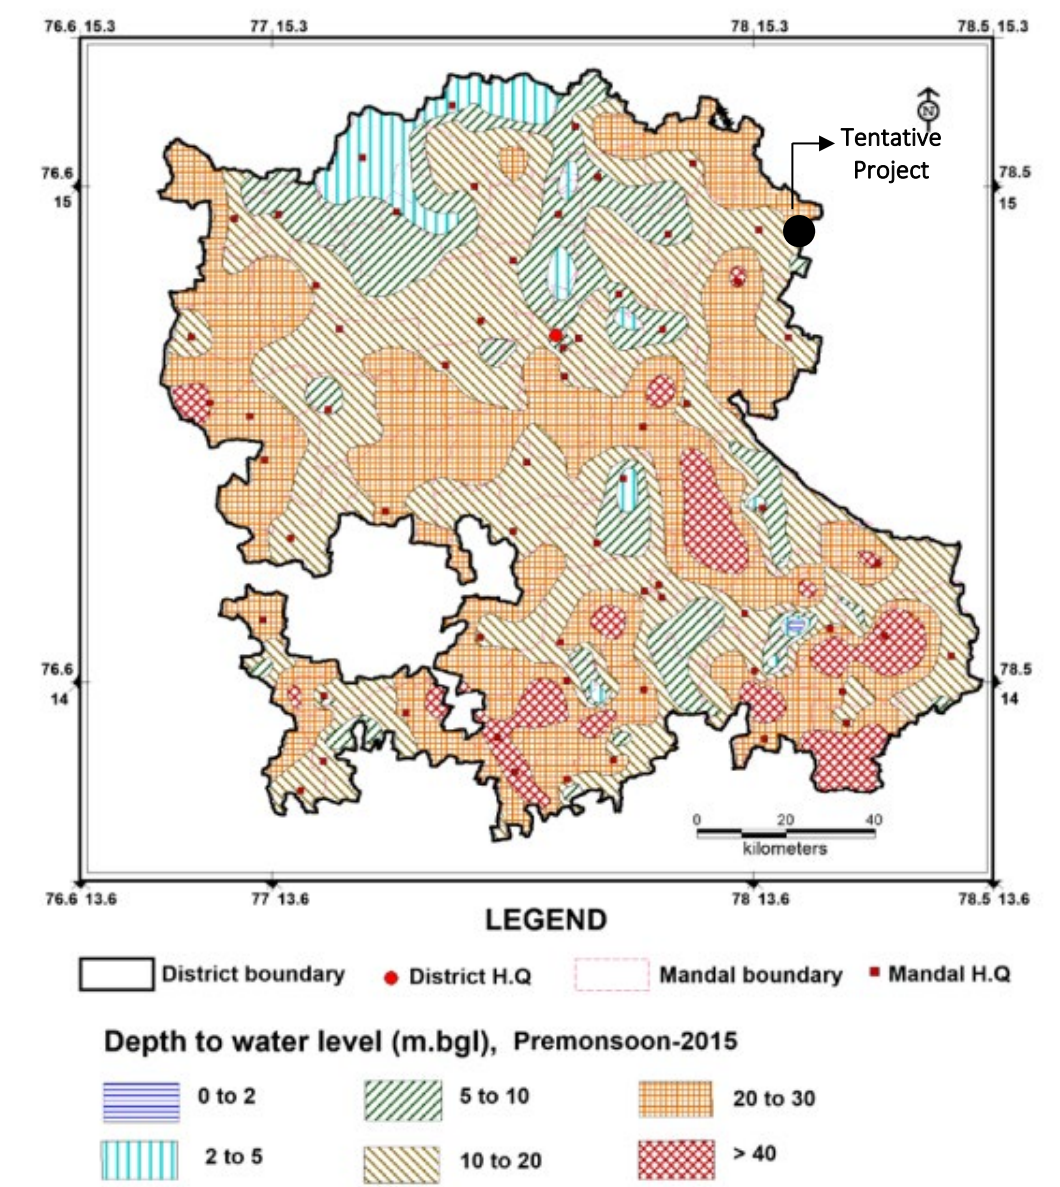 76.6 15.3
77 15.3
78 15.3
78.5 15.3
N
Tentative
Project
76.6
15
78.5
15
76.6
14
78.5
14
0 20 40
kilometers
76.6 13.6
77 13.6
78 13.6
78.5 13.6
LEGEND
District boundary
District H.Q
Mandal boundary
Mandal H.Q
Depth to water level (m.bgl), Premonsoon-2015
0 to 2
5 to 10
20 to 30
2 to 5
10 to 20
> 40